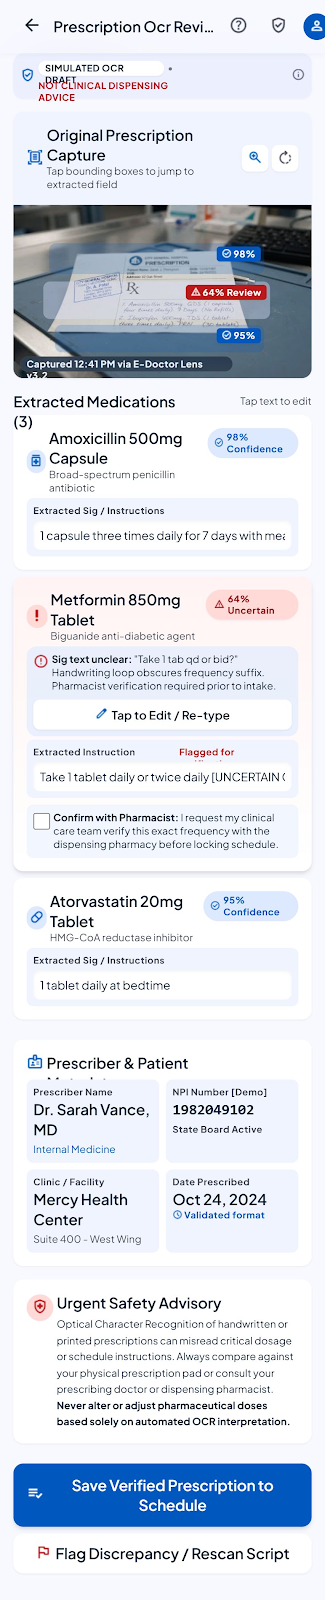 Prescription Ocr Revi...
SIMULATED OCR DRAFT
•
NOT CLINICAL DISPENSING ADVICE
Original Prescription
Capture
Tap bounding boxes to jump to
extracted field
98%
PRESCRIPTION
Rx
64% Review
95%
Captured 12:41 PM via E-Doctor Lens
v3.2
Extracted Medications
(3)
Tap text to edit
Amoxicillin 500mg
Capsule
Broad-spectrum penicillin
antibiotic
98%
Confidence
Extracted Sig / Instructions
1 capsule three times daily for 7 days with mea
Metformin 850mg
Tablet
Biguanide anti-diabetic agent
64%
Uncertain
Sig text unclear: "Take 1 tab qd or bid?"
Handwriting loop obscures frequency suffix.
Pharmacist verification required prior to intake.
Tap to Edit / Re-type
Extracted Instruction
Flagged for
Take 1 tablet daily or twice daily [UNCERTAIN
Confirm with Pharmacist: I request my clinical
care team verify this exact frequency with the
dispensing pharmacy before locking schedule.
Atorvastatin 20mg
Tablet
HMG-CoA reductase inhibitor
95%
Confidence
Extracted Sig / Instructions
1 tablet daily at bedtime
Prescriber & Patient
Prescriber Name
Dr. Sarah Vance,
MD
Internal Medicine
NPI Number [Demo]
1982049102
State Board Active
Clinic / Facility
Mercy Health
Center
Suite 400 - West Wing
Date Prescribed
Oct 24, 2024
Validated format
Urgent Safety Advisory
Optical Character Recognition of handwritten or
printed prescriptions can misread critical dosage
or schedule instructions. Always compare against
your physical prescription pad or consult your
prescribing doctor or dispensing pharmacist.
Never alter or adjust pharmaceutical doses
based solely on automated OCR interpretation.
Save Verified Prescription to
Schedule
Flag Discrepancy / Rescan Script